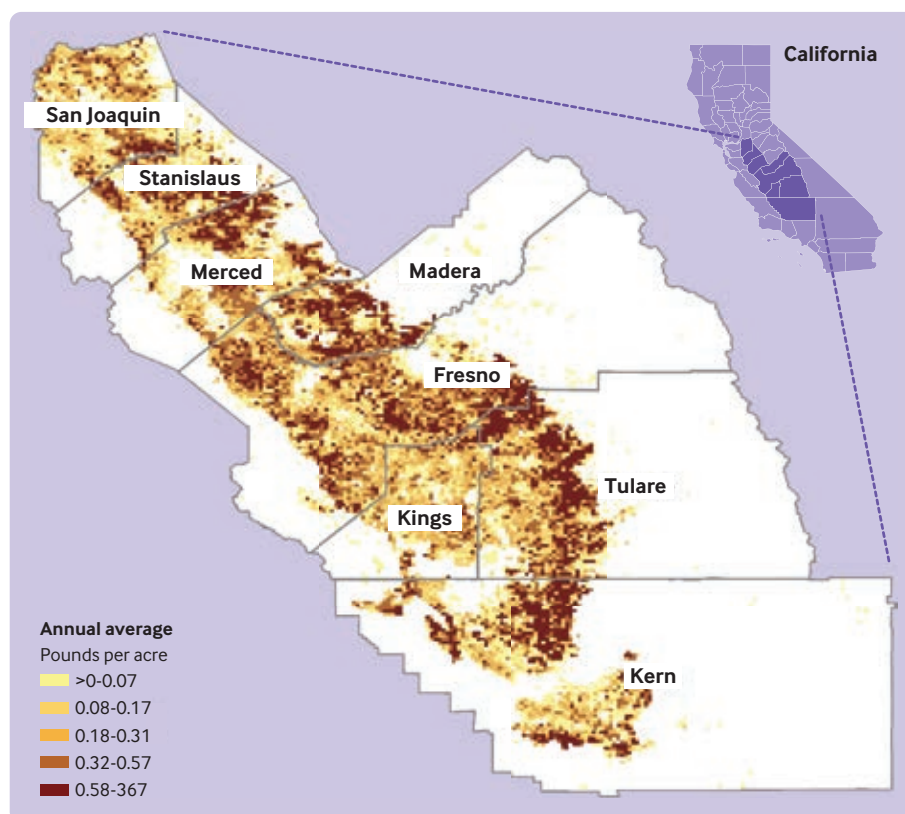 California
San Joaquin
Stanislaus
Merced
Madera
Fresno
Tulare
Kings
Kern
Annual average
Pounds per acre
>0-0.07
0.08-0.17
0.18-0.31
0.32-0.57
0.58-367